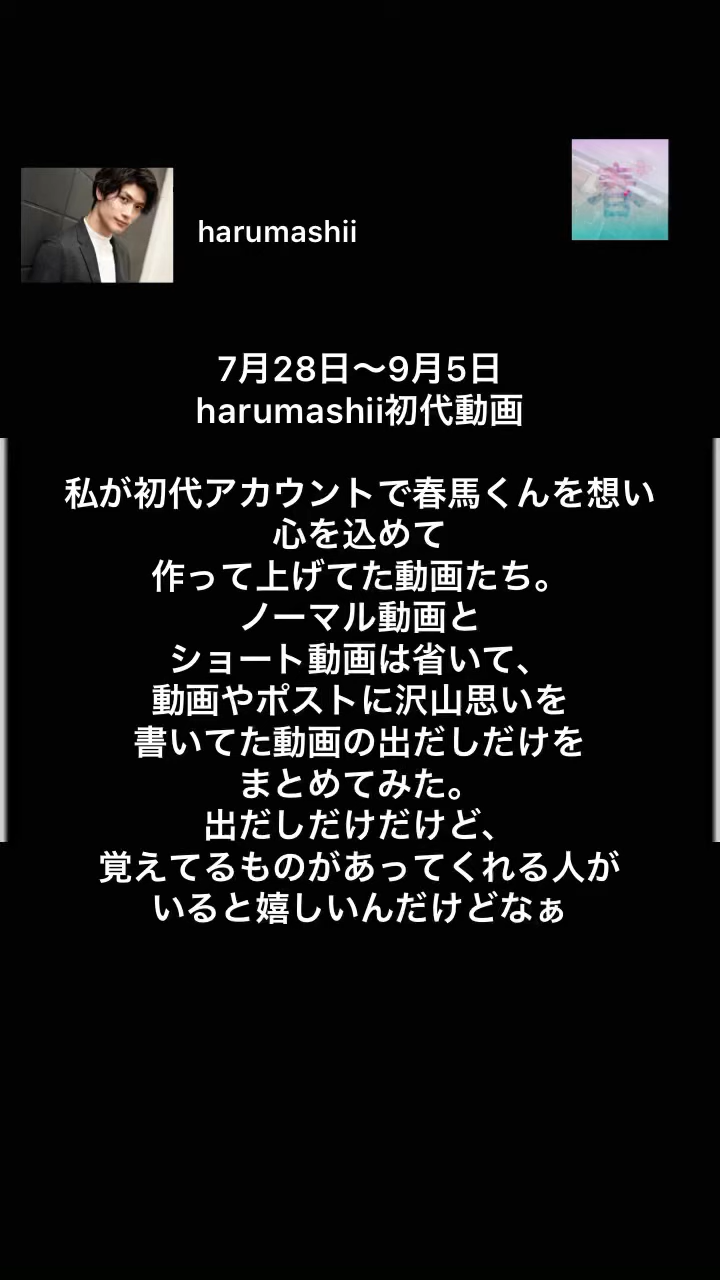 春
harumashii
7月28日〜9月5日
harumashii初代動画
私が初代アカウントで春馬くんを想い
心を込めて
作って上げてた動画たち。
ノーマル動画と
ショート動画は省いて、
動画やポストに沢山思いを
書いてた動画の出だしだけを
まとめてみた。
出だしだけだけど、
覚えてるものがあってくれる人が
いると嬉しいんだけどなぁ